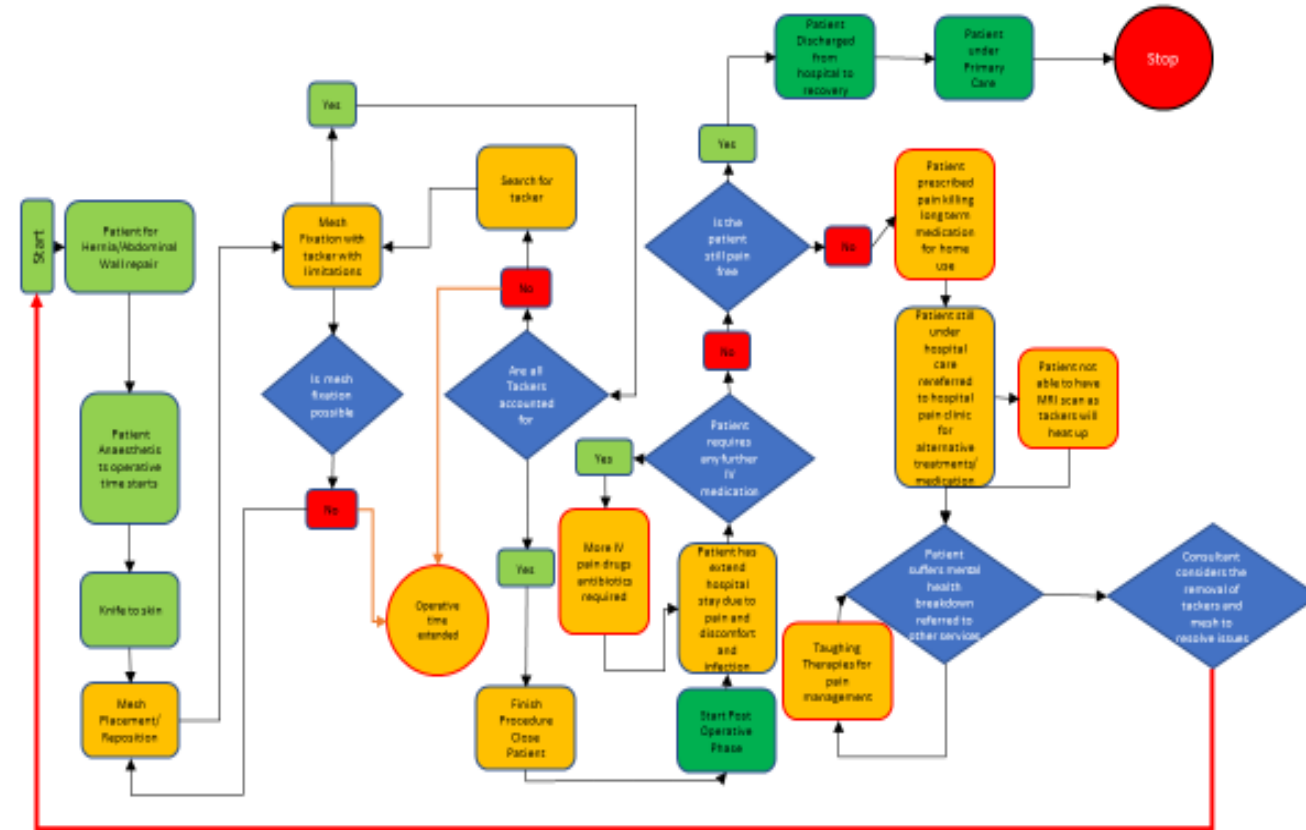 Start
Patient for
Hernia/Abdominal
Wall repair
Patient
Anaesthetis
ts operative
time starts
Knife to skin
Mesh
Placement/
Reposition
Yes
Mesh
Fixation with
tacker with
limitations
Is mesh
fixation
possible
No
Operative
time
extended
Search for
tacker
No
Are all
Tackers
accounted
for
Yes
Finish
Procedure
Close
Patient
Start Post
Operative
Phase
Patient has
extend
hospital
stay due to
pain and
discomfort
and
infection
Patient
requires
any further
IV
medication
Yes
More IV
pain drugs
antibiotics
required
No
Is the
patient
still pain
free
Yes
Patient
Discharged
from
hospital to
recovery
Patient
under
Primary
Care
Stop
No
Patient
prescribed
pain killing
long term
medication
for home
use
Patient still
under
hospital
care
rereferred
to hospital
pain clinic
for
alternative
treatments/
medication
Patient not
able to have
MRI scan as
tackers will
heat up
Patient
suffers mental
health
breakdown
referred to
other services
Taughing
Therapies for
pain
management
Consultant
considers the
removal of
tackers and
mesh to
resolve issues